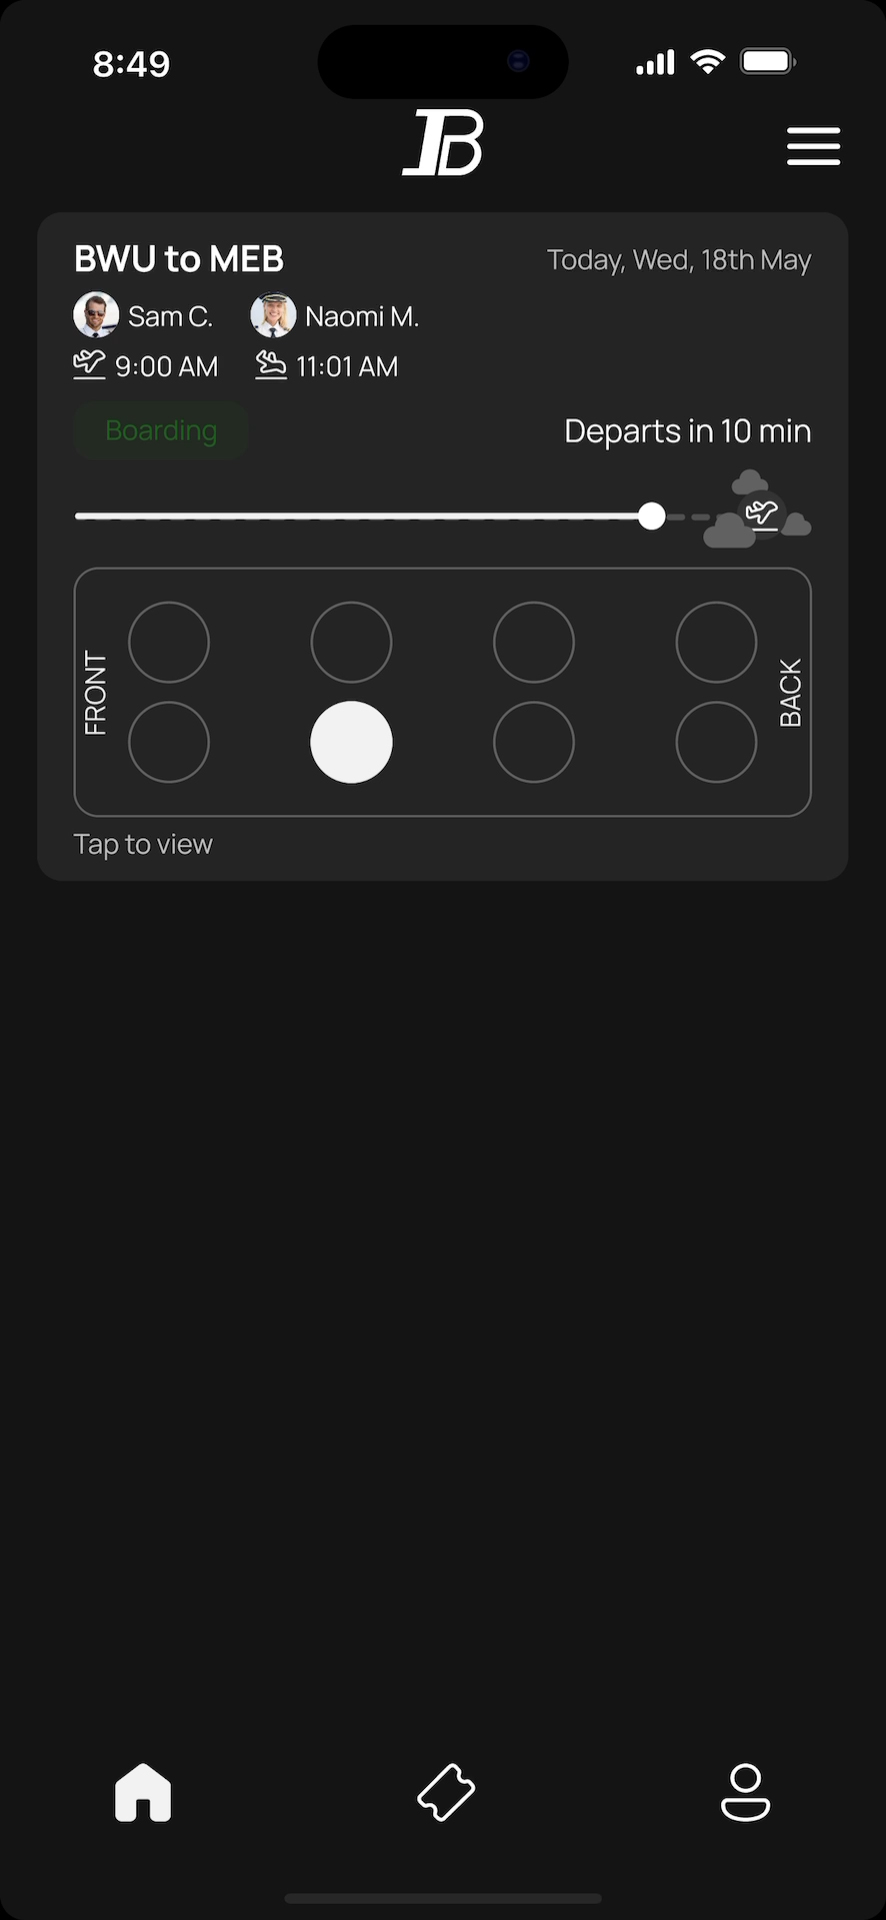 8:49
B
BWU to MEB
Today, Wed, 18th May
Sam C.
Naomi M.
9:00 AM
11:01 AM
Boarding
Departs in 10 min
FRONT
BACK
Tap to view